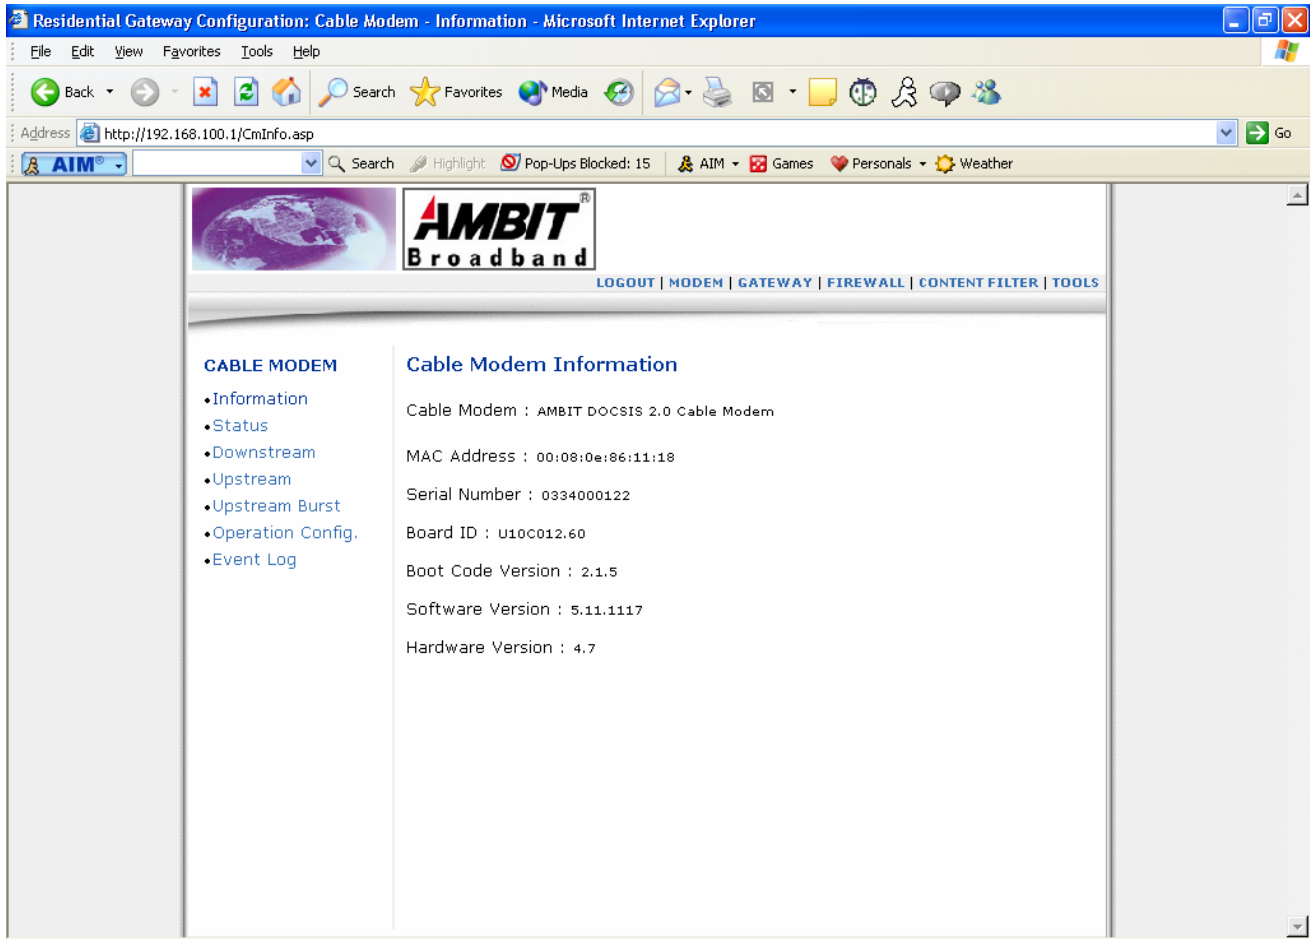 Residential Gateway Configuration: Cable Modem - Information - Microsoft Internet Explorer
File Edit View Favorites Tools Help
Back Search Favorites Media
Address http://192.168.100.1/CmInfo.asp Go
AIM® Search Highlight Pop-Ups Blocked: 15 AIM Games Personals Weather
AMBIT®
Broadband
LOGOUT | MODEM | GATEWAY | FIREWALL | CONTENT FILTER | TOOLS
CABLE MODEM
•Information
•Status
•Downstream
•Upstream
•Upstream Burst
•Operation Config.
•Event Log
Cable Modem Information
Cable Modem : AMBIT DOCSIS 2.0 Cable Modem
MAC Address : 00:08:0e:86:11:18
Serial Number : 0334000122
Board ID : U10C012.60
Boot Code Version : 2.1.5
Software Version : 5.11.1117
Hardware Version : 4.7